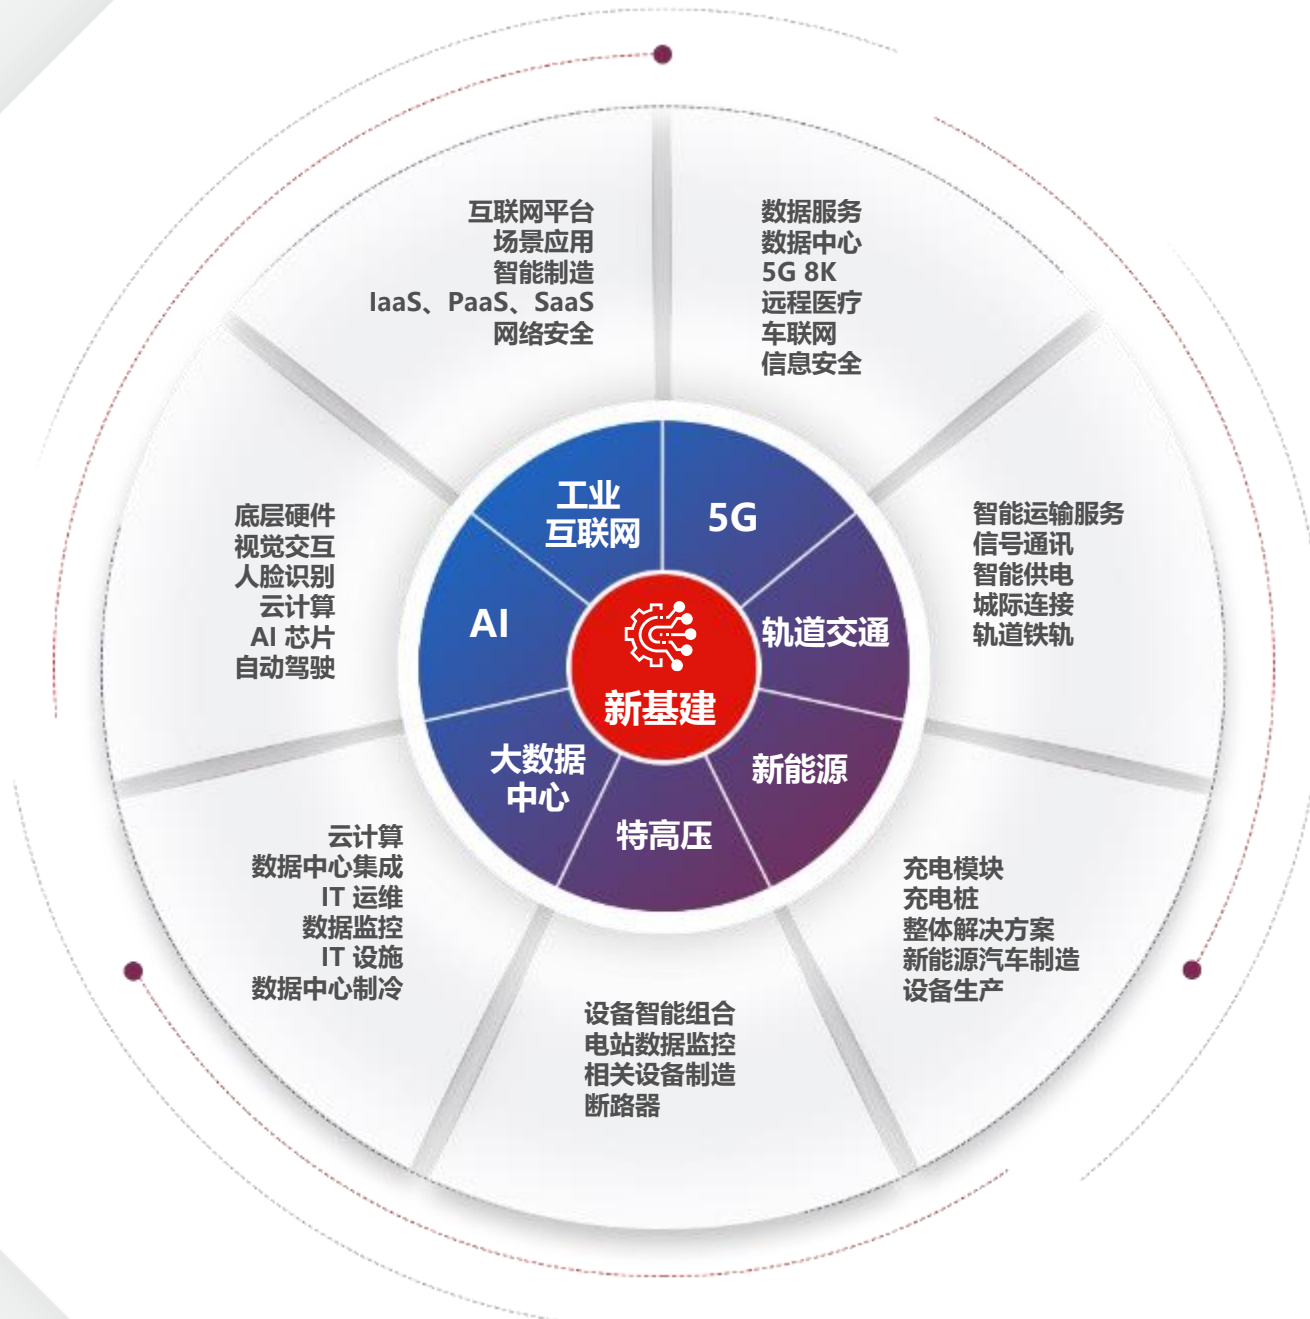 互联网平台
场景应用
智能制造
IaaS、PaaS、SaaS
网络安全
数据服务
数据中心
5G 8K
远程医疗
车联网
信息安全
智能运输服务
信号通讯
智能供电
城际连接
轨道铁轨
充电模块
充电桩
整体解决方案
新能源汽车制造
设备生产
设备智能组合
电站数据监控
相关设备制造
断路器
云计算
数据中心集成
IT 运维
数据监控
IT 设施
数据中心制冷
底层硬件
视觉交互
人脸识别
云计算
AI 芯片
自动驾驶
工业
互联网
5G
轨道交通
新能源
特高压
大数据
中心
AI
新基建